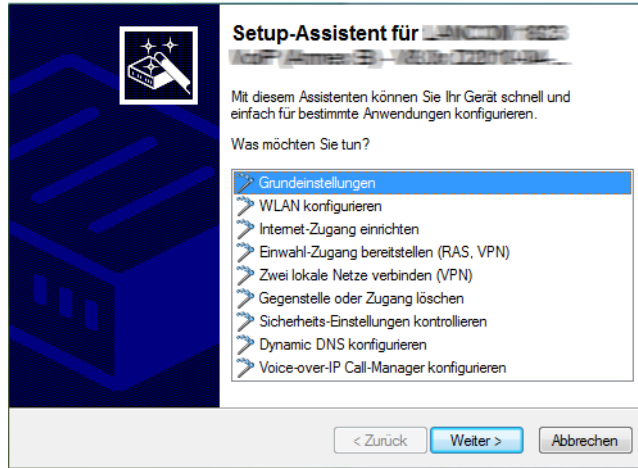 Setup-Assistent für
Mit diesem Assistenten können Sie Ihr Gerät schnell und
einfach für bestimmte Anwendungen konfigurieren.
Was möchten Sie tun?
Grundeinstellungen
WLAN konfigurieren
Internet-Zugang einrichten
Einwahl-Zugang bereitstellen (RAS, VPN)
Zwei lokale Netze verbinden (VPN)
Gegenstelle oder Zugang löschen
Sicherheits-Einstellungen kontrollieren
Dynamic DNS konfigurieren
Voice-over-IP Call-Manager konfigurieren
< Zurück Weiter > Abbrechen